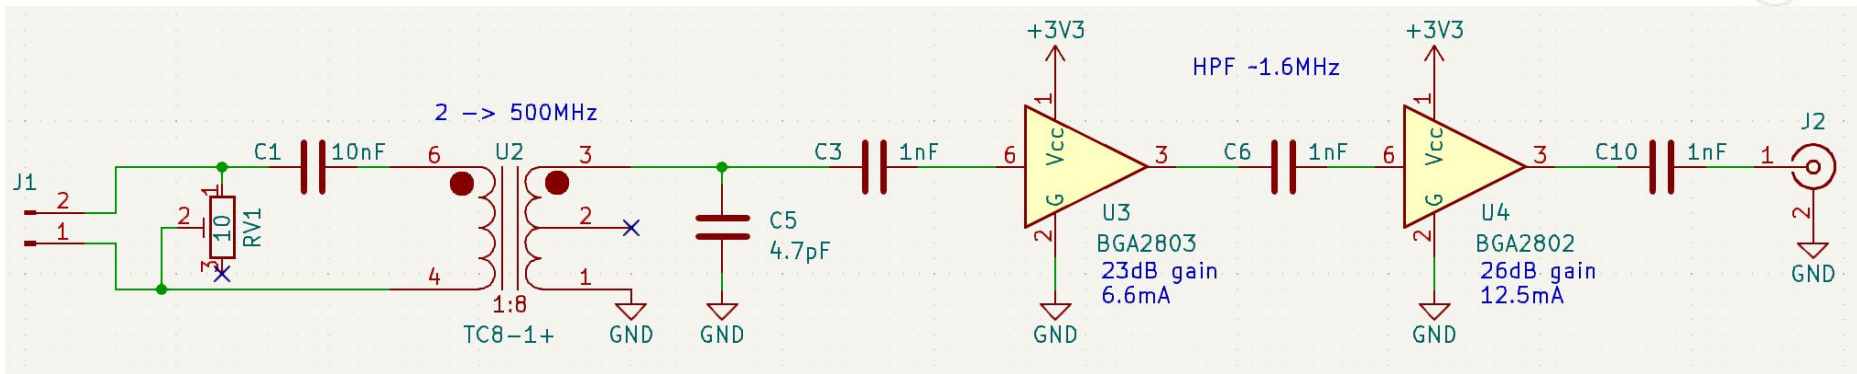 +3V3
+3V3
HPF ~1.6MHz
2 -> 500MHz
1
1
J2
C1 10nF
6
U2
3
C3 1nF
6
Vcc
3
C6 1nF
6
Vcc
3
C10 1nF
1
J1
2
1
2
1
10
3
RV1
2
C5
4.7pF
G
2
U3
BGA2803
23dB gain
6.6mA
G
2
U4
BGA2802
26dB gain
12.5mA
2
GND
4
1
1:8
TC8-1+
GND
GND
GND
GND